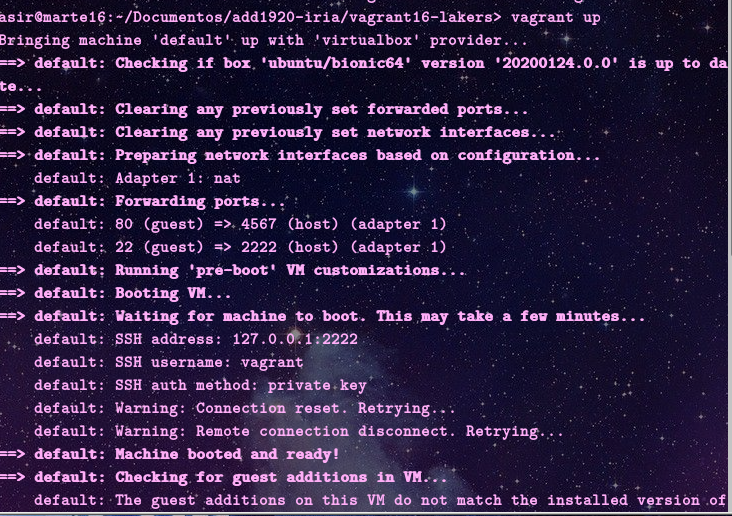 asir@marte16:~/Documentos/add1920-iria/vagrant16-lakers> vagrant up
Bringing machine 'default' up with 'virtualbox' provider...
==> default: Checking if box 'ubuntu/bionic64' version '20200124.0.0' is up to da
te...
==> default: Clearing any previously set forwarded ports...
==> default: Clearing any previously set network interfaces...
==> default: Preparing network interfaces based on configuration...
default: Adapter 1: nat
==> default: Forwarding ports...
default: 80 (guest) => 4567 (host) (adapter 1)
default: 22 (guest) => 2222 (host) (adapter 1)
==> default: Running 'pre-boot' VM customizations...
==> default: Booting VM...
==> default: Waiting for machine to boot. This may take a few minutes...
default: SSH address: 127.0.0.1:2222
default: SSH username: vagrant
default: SSH auth method: private key
default: Warning: Connection reset. Retrying...
default: Warning: Remote connection disconnect. Retrying...
==> default: Machine booted and ready!
==> default: Checking for guest additions in VM...
default: The guest additions on this VM do not match the installed version of